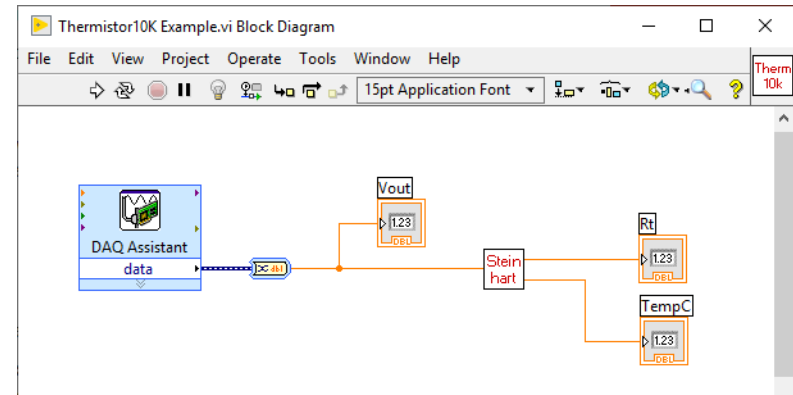 Thermistor10K Example.vi Block Diagram
File Edit View Project Operate Tools Window Help
Therm
10k
15pt Application Font
Vout
1.23
DBL
DAQ Assistant
data
dbl
Stein
hart
Rt
1.23
DBL
TempC
1.23
DBL